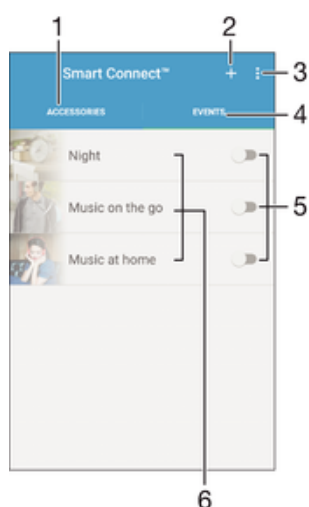 1
2
Smart Connect™
3
ACCESSORIES
EVENTS
4
Night
Music on the go
5
Music at home
6